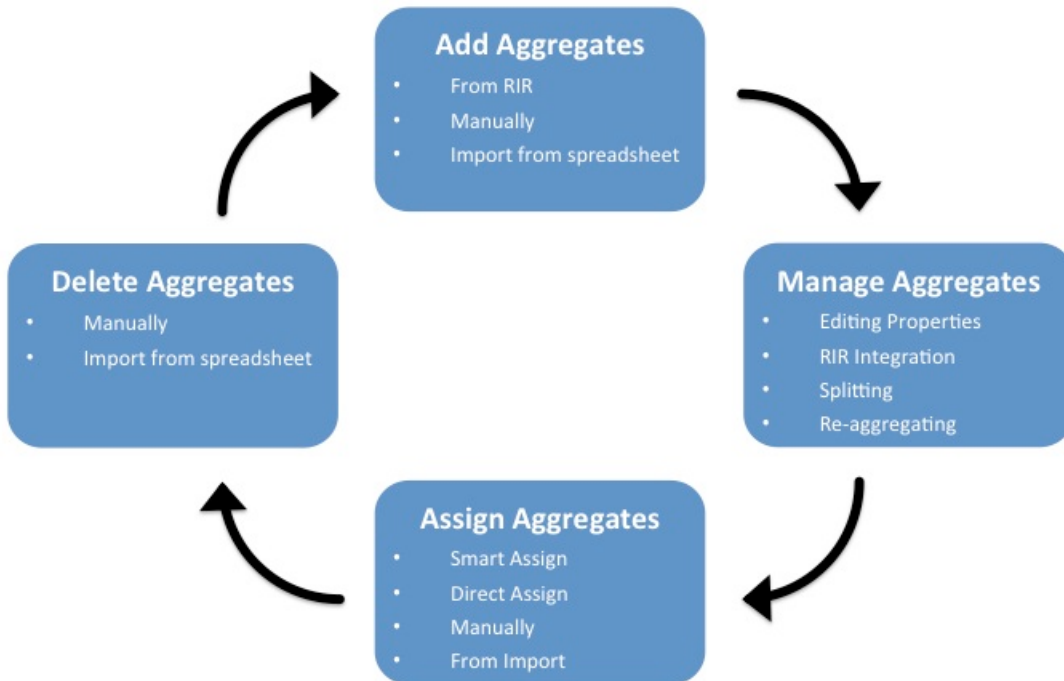 Add Aggregates
• From RIR
• Manually
• Import from spreadsheet
Manage Aggregates
• Editing Properties
• RIR Integration
• Splitting
• Re-aggregating
Assign Aggregates
• Smart Assign
• Direct Assign
• Manually
• From Import
Delete Aggregates
• Manually
• Import from spreadsheet